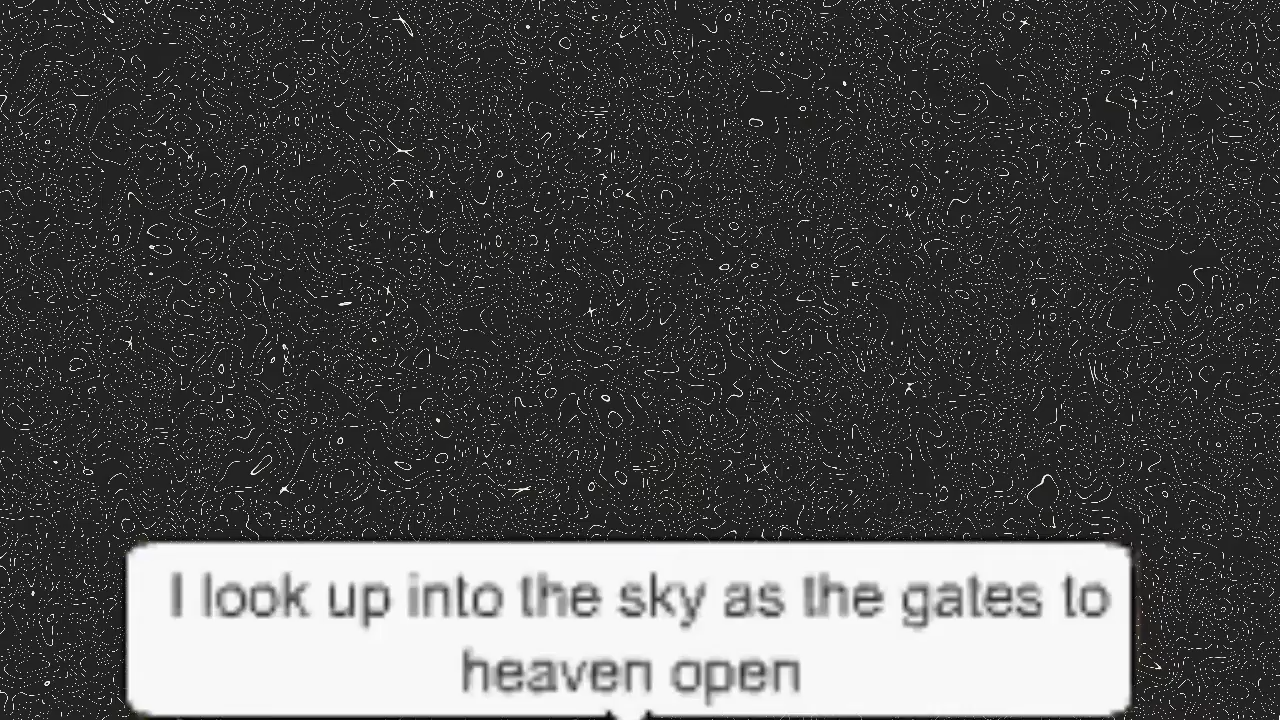 I look up into the sky as the gates to
heaven open